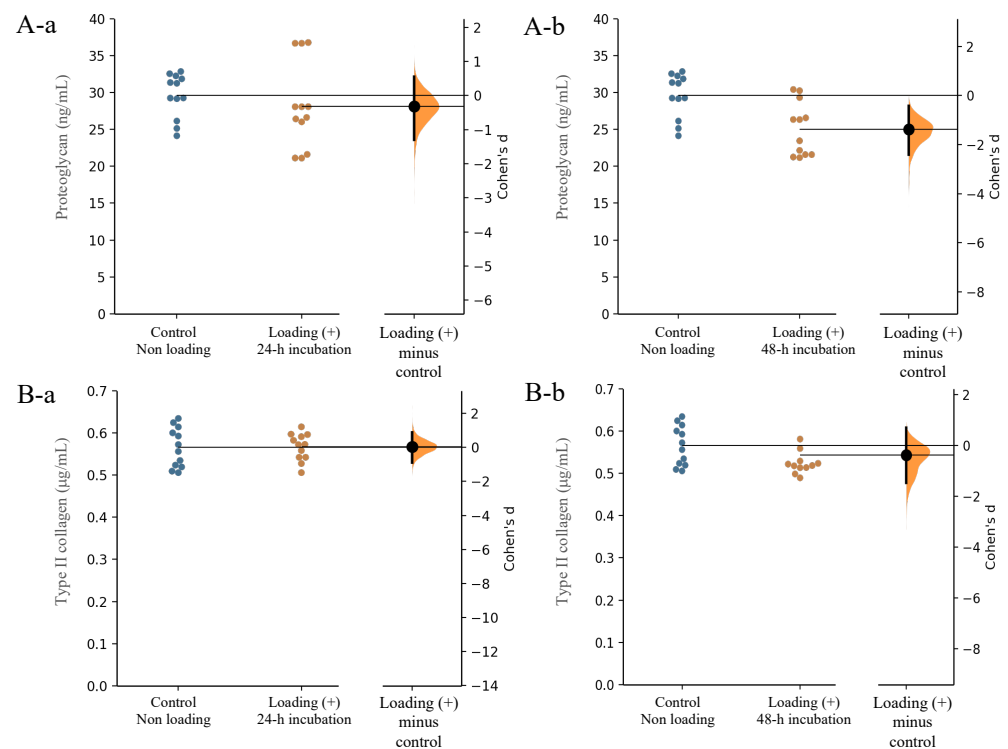 A-a
Proteoglycan (ng/mL)
40
35
30
25
20
15
10
5
0
2
1
0
−1
−2
−3
−4
−5
−6
Cohen's d
Control
Non loading
Loading (+)
24-h incubation
Loading (+)
minus
control
A-b
Proteoglycan (ng/mL)
40
35
30
25
20
15
10
5
0
2
0
−2
−4
−6
−8
Cohen's d
Control
Non loading
Loading (+)
48-h incubation
Loading (+)
minus
control
B-a
Type II collagen (μg/mL)
0.7
0.6
0.5
0.4
0.3
0.2
0.1
0.0
2
0
−2
−4
−6
−8
−10
−12
−14
Cohen's d
Control
Non loading
Loading (+)
24-h incubation
Loading (+)
minus
control
B-b
Type II collagen (μg/mL)
0.7
0.6
0.5
0.4
0.3
0.2
0.1
0.0
2
0
−2
−4
−6
−8
Cohen's d
Control
Non loading
Loading (+)
48-h incubation
Loading (+)
minus
control